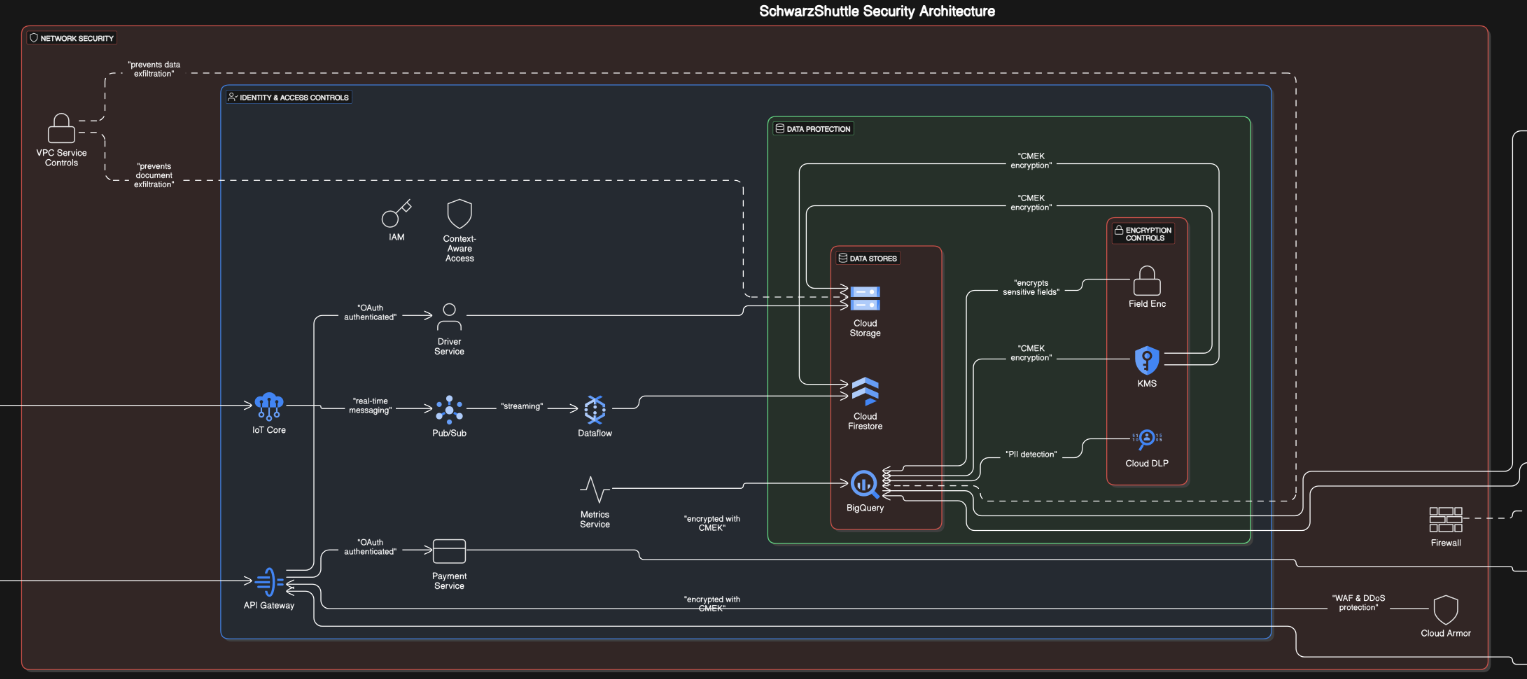 SchwarzShuttle Security Architecture
NETWORK SECURITY
"prevents data
exfiltration"
IDENTITY & ACCESS CONTROLS
DATA PROTECTION
VPC Service
Controls
"prevents
document
exfiltration"
"CMEK
encryption"
"CMEK
encryption"
IAM
Context-
Aware
Access
ENCRYPTION
CONTROLS
DATA STORES
"encrypts
sensitive fields"
Field Enc
"OAuth
authenticated"
Driver
Service
Cloud
Storage
"CMEK
encryption"
KMS
"real-time
messaging"
"streaming"
IoT Core
Pub/Sub
Dataflow
Cloud
Firestore
"PII detection"
Cloud DLP
Metrics
Service
BigQuery
"encrypted with
CMEK"
Firewall
"OAuth
authenticated"
Payment
Service
API Gateway
"encrypted with
CMEK"
"WAF & DDoS
protection"
Cloud Armor